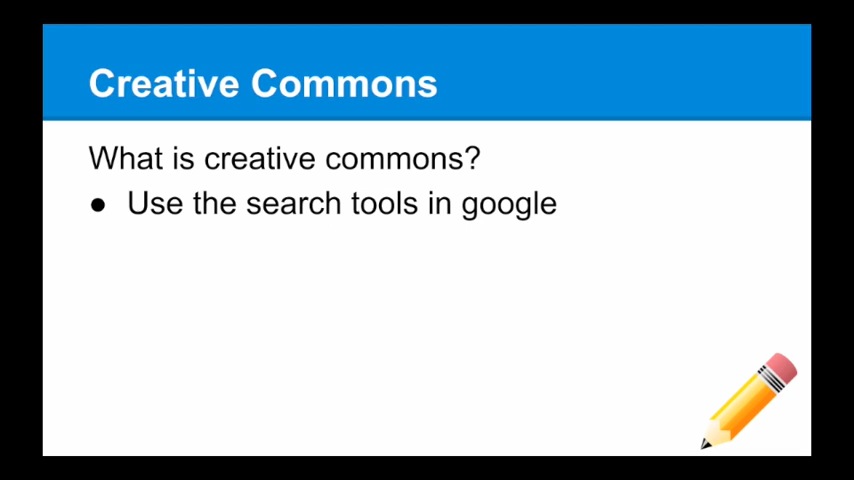 Creative Commons
What is creative commons?
● Use the search tools in google